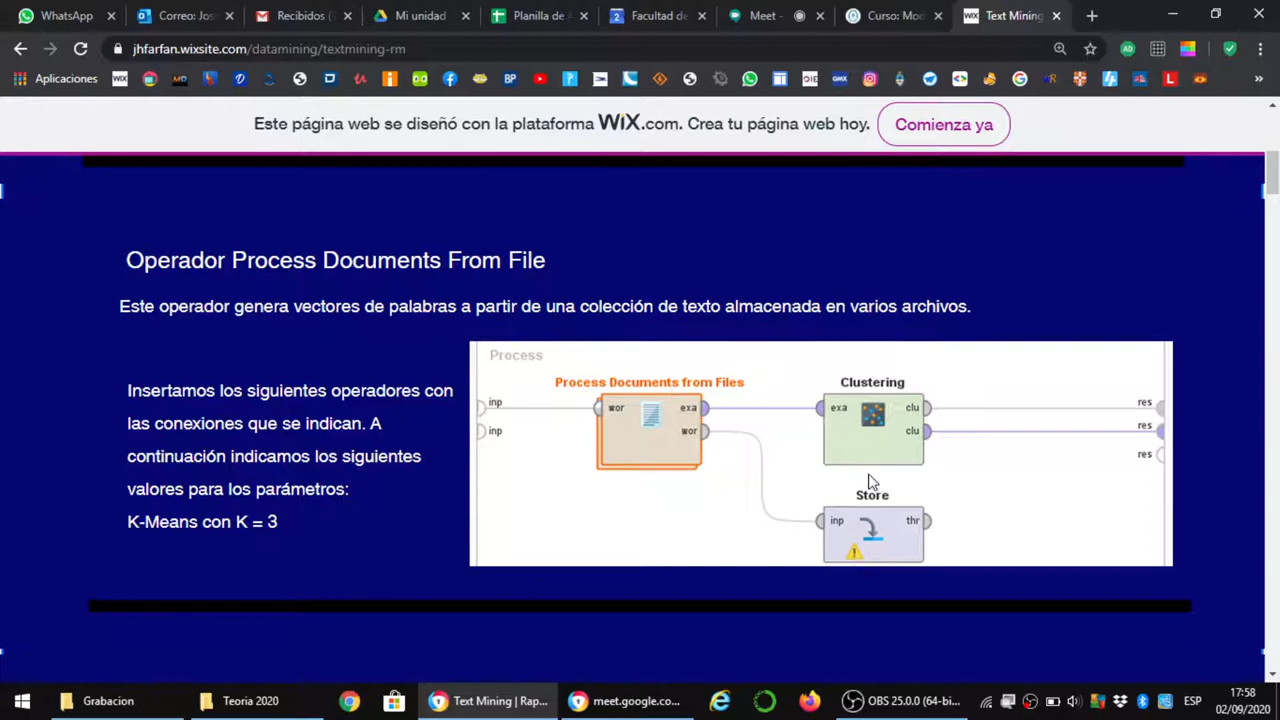 WhatsApp
Correo: Jos
Recibidos (
Mi unidad
Planilla de A
Facultad de
Meet -
Curso: Mod
WIX
Text Mining
jhfarfan.wixsite.com/datamining/textmining-rm
Aplicaciones
Este página web se diseñó con la plataforma WiX.com. Crea tu página web hoy.
Comienza ya
Operador Process Documents From File
Este operador genera vectores de palabras a partir de una colección de texto almacenada en varios archivos.
Insertamos los siguientes operadores con
las conexiones que se indican. A
continuación indicamos los siguientes
valores para los parámetros:
K-Means con K = 3
Process
Process Documents from Files
Clustering
inp
wor
exa
exa
clu
res
inp
wor
clu
res
res
Store
inp
thr
Grabacion
Teoria 2020
Text Mining | Rap...
meet.google.co...
OBS 25.0.0 (64-bi...
ESP
17:58
02/09/2020